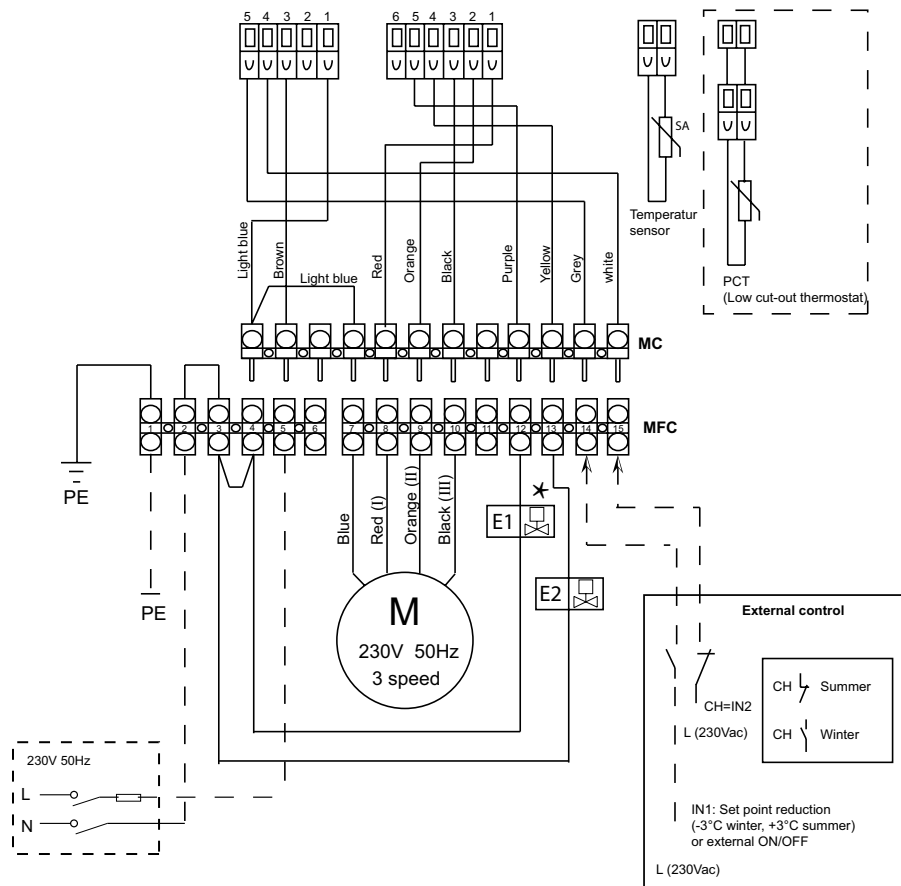 5 4 3 2 1
6 5 4 3 2 1
SA
Temperatur
sensor
PCT
(Low cut-out thermostat)
Light blue
Brown
Light blue
Red
Orange
Black
Purple
Yellow
Grey
white
MC
1 2 3 4 5 6 7 8 9 10 11 12 13 14 15
MFC
PE
PE
Blue
Red (I)
Orange (II)
Black (III)
E1
E2
M
230V 50Hz
3 speed
External control
CH=IN2
L (230Vac)
CH Summer
CH Winter
230V 50Hz
L
N
IN1: Set point reduction
(-3°C winter, +3°C summer)
or external ON/OFF
L (230Vac)